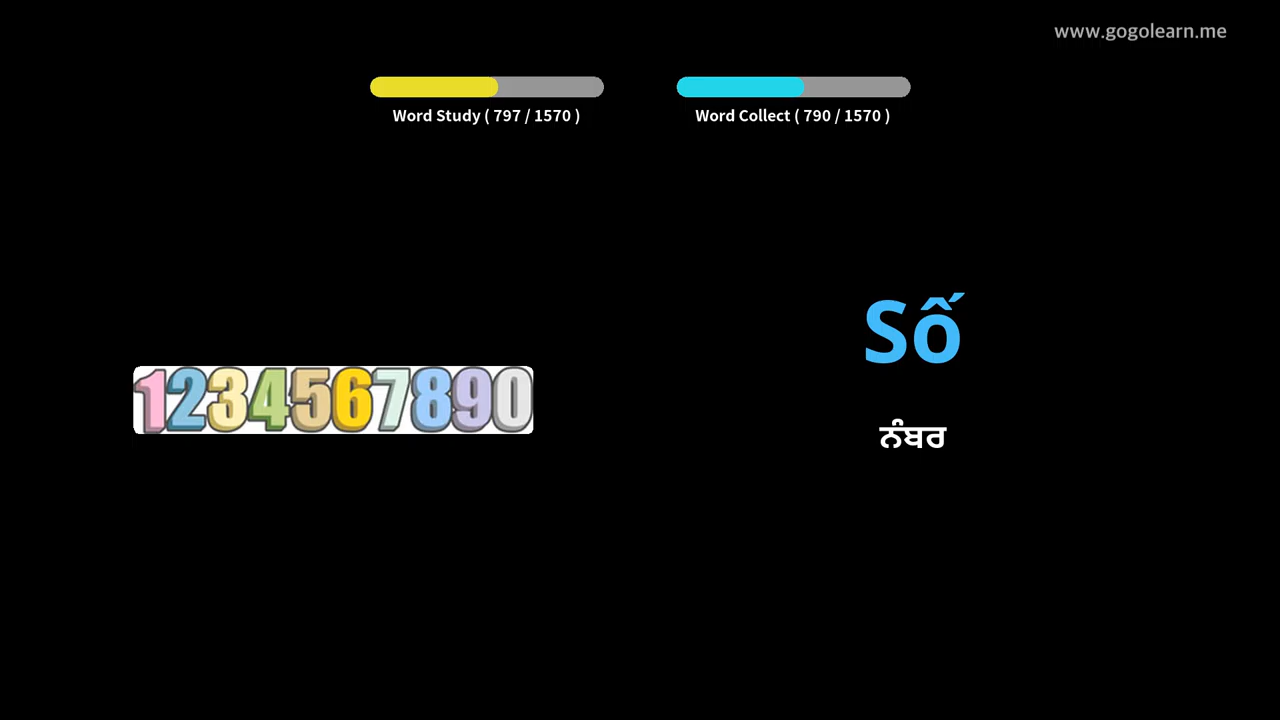 www.gogolearn.me
Word Study ( 797 / 1570 )
Word Collect ( 790 / 1570 )
1234567890
Số
ਨੰਬਰ